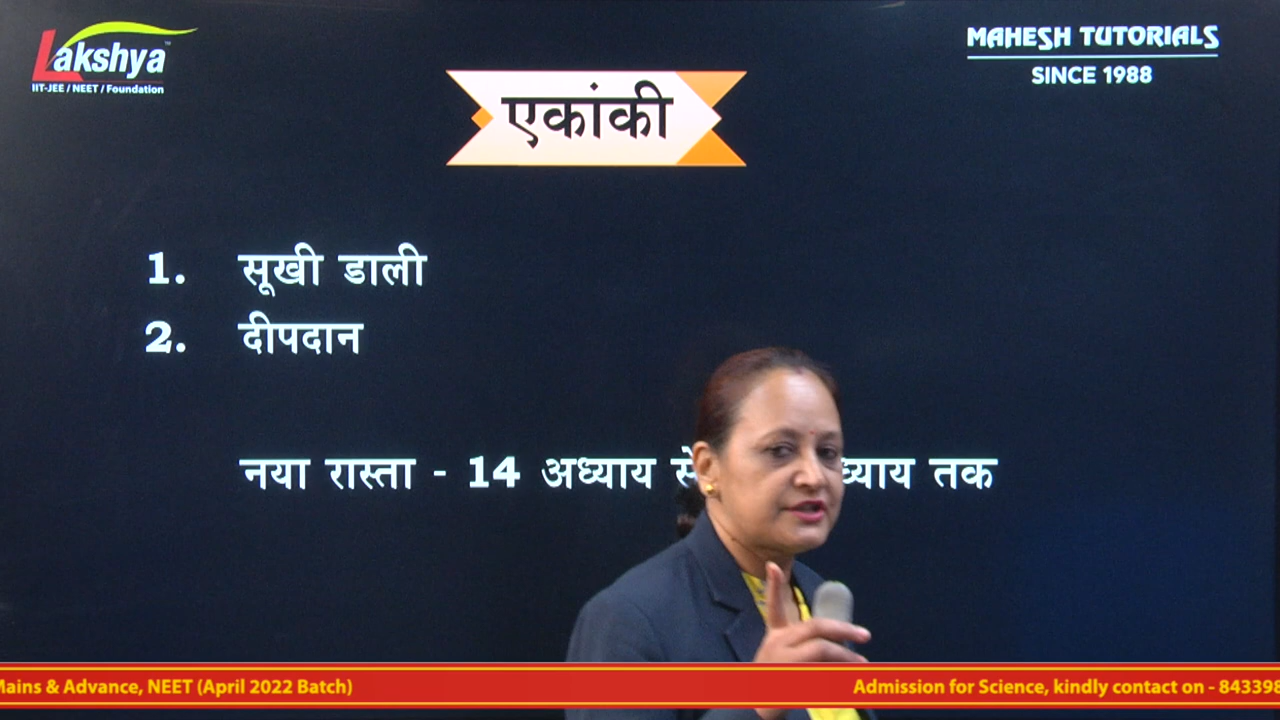 Lakshya
IIT-JEE / NEET / Foundation
MAHESH TUTORIALS
SINCE 1988
एकांकी
1. सूखी डाली
2. दीपदान
नया रास्ता - 14 अध्याय से तक
Mains & Advance, NEET (April 2022 Batch)
Admission for Science, kindly contact on - 843398